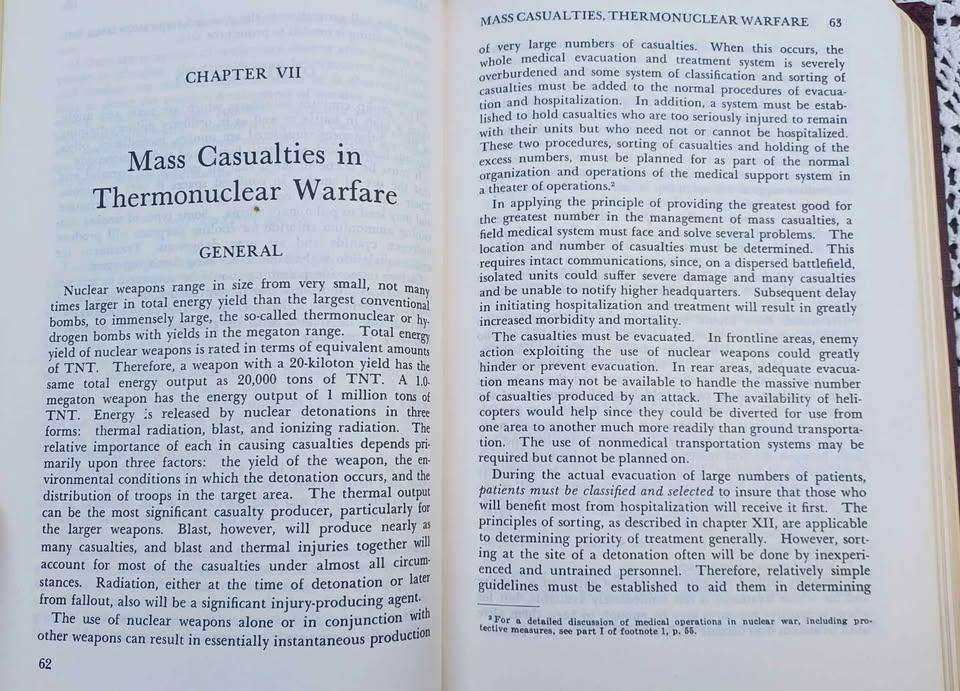 CHAPTER VII
Mass Casualties in
Thermonuclear Warfare
GENERAL
Nuclear weapons range in size from very small, not many
times larger in total energy yield than the largest conventional
bombs, to immensely large, the so-called thermonuclear or hy-
drogen bombs with yields in the megaton range. Total energy
yield of nuclear weapons is rated in terms of equivalent amounts
of TNT. Therefore, a weapon with a 20-kiloton yield has the
same total energy output as 20,000 tons of TNT. A 1.0-
megaton weapon has the energy output of 1 million tons of
TNT. Energy is released by nuclear detonations in three
forms: thermal radiation, blast, and ionizing radiation. The
relative importance of each in causing casualties depends pri-
marily upon three factors: the yield of the weapon, the en-
vironmental conditions in which the detonation occurs, and the
distribution of troops in the target area. The thermal output
can be the most significant casualty producer, particularly for
the larger weapons. Blast, however, will produce nearly as
many casualties, and blast and thermal injuries together will
account for most of the casualties under almost all circum-
stances. Radiation, either at the time of detonation or later
from fallout, also will be a significant injury-producing agent.
The use of nuclear weapons alone or in conjunction with
other weapons can result in essentially instantaneous production
62
MASS CASUALTIES, THERMONUCLEAR WARFARE 63
of very large numbers of casualties. When this occurs, the
whole medical evacuation and treatment system is severely
overburdened and some system of classification and sorting of
casualties must be added to the normal procedures of evacua-
tion and hospitalization. In addition, a system must be estab-
lished to hold casualties who are too seriously injured to remain
with their units but who need not or cannot be hospitalized.
These two procedures, sorting of casualties and holding of the
excess numbers, must be planned for as part of the normal
organization and operations of the medical support system in
a theater of operations.²
In applying the principle of providing the greatest good for
the greatest number in the management of mass casualties, a
field medical system must face and solve several problems. The
location and number of casualties must be determined. This
requires intact communications, since, on a dispersed battlefield,
isolated units could suffer severe damage and many casualties
and be unable to notify higher headquarters. Subsequent delay
in initiating hospitalization and treatment will result in greatly
increased morbidity and mortality.
The casualties must be evacuated. In frontline areas, enemy
action exploiting the use of nuclear weapons could greatly
hinder or prevent evacuation. In rear areas, adequate evacua-
tion means may not be available to handle the massive number
of casualties produced by an attack. The availability of heli-
copters would help since they could be diverted for use from
one area to another much more readily than ground transporta-
tion. The use of nonmedical transportation systems may be
required but cannot be planned on.
During the actual evacuation of large numbers of patients,
patients must be classified and selected to insure that those who
will benefit most from hospitalization will receive it first. The
principles of sorting, as described in chapter XII, are applicable
to determining priority of treatment generally. However, sort-
ing at the site of a detonation often will be done by inexperi-
enced and untrained personnel. Therefore, relatively simple
guidelines must be established to aid them in determining
² For a detailed discussion of medical operations in nuclear war, including pro-
tective measures, see part I of footnote 1, p. 55.